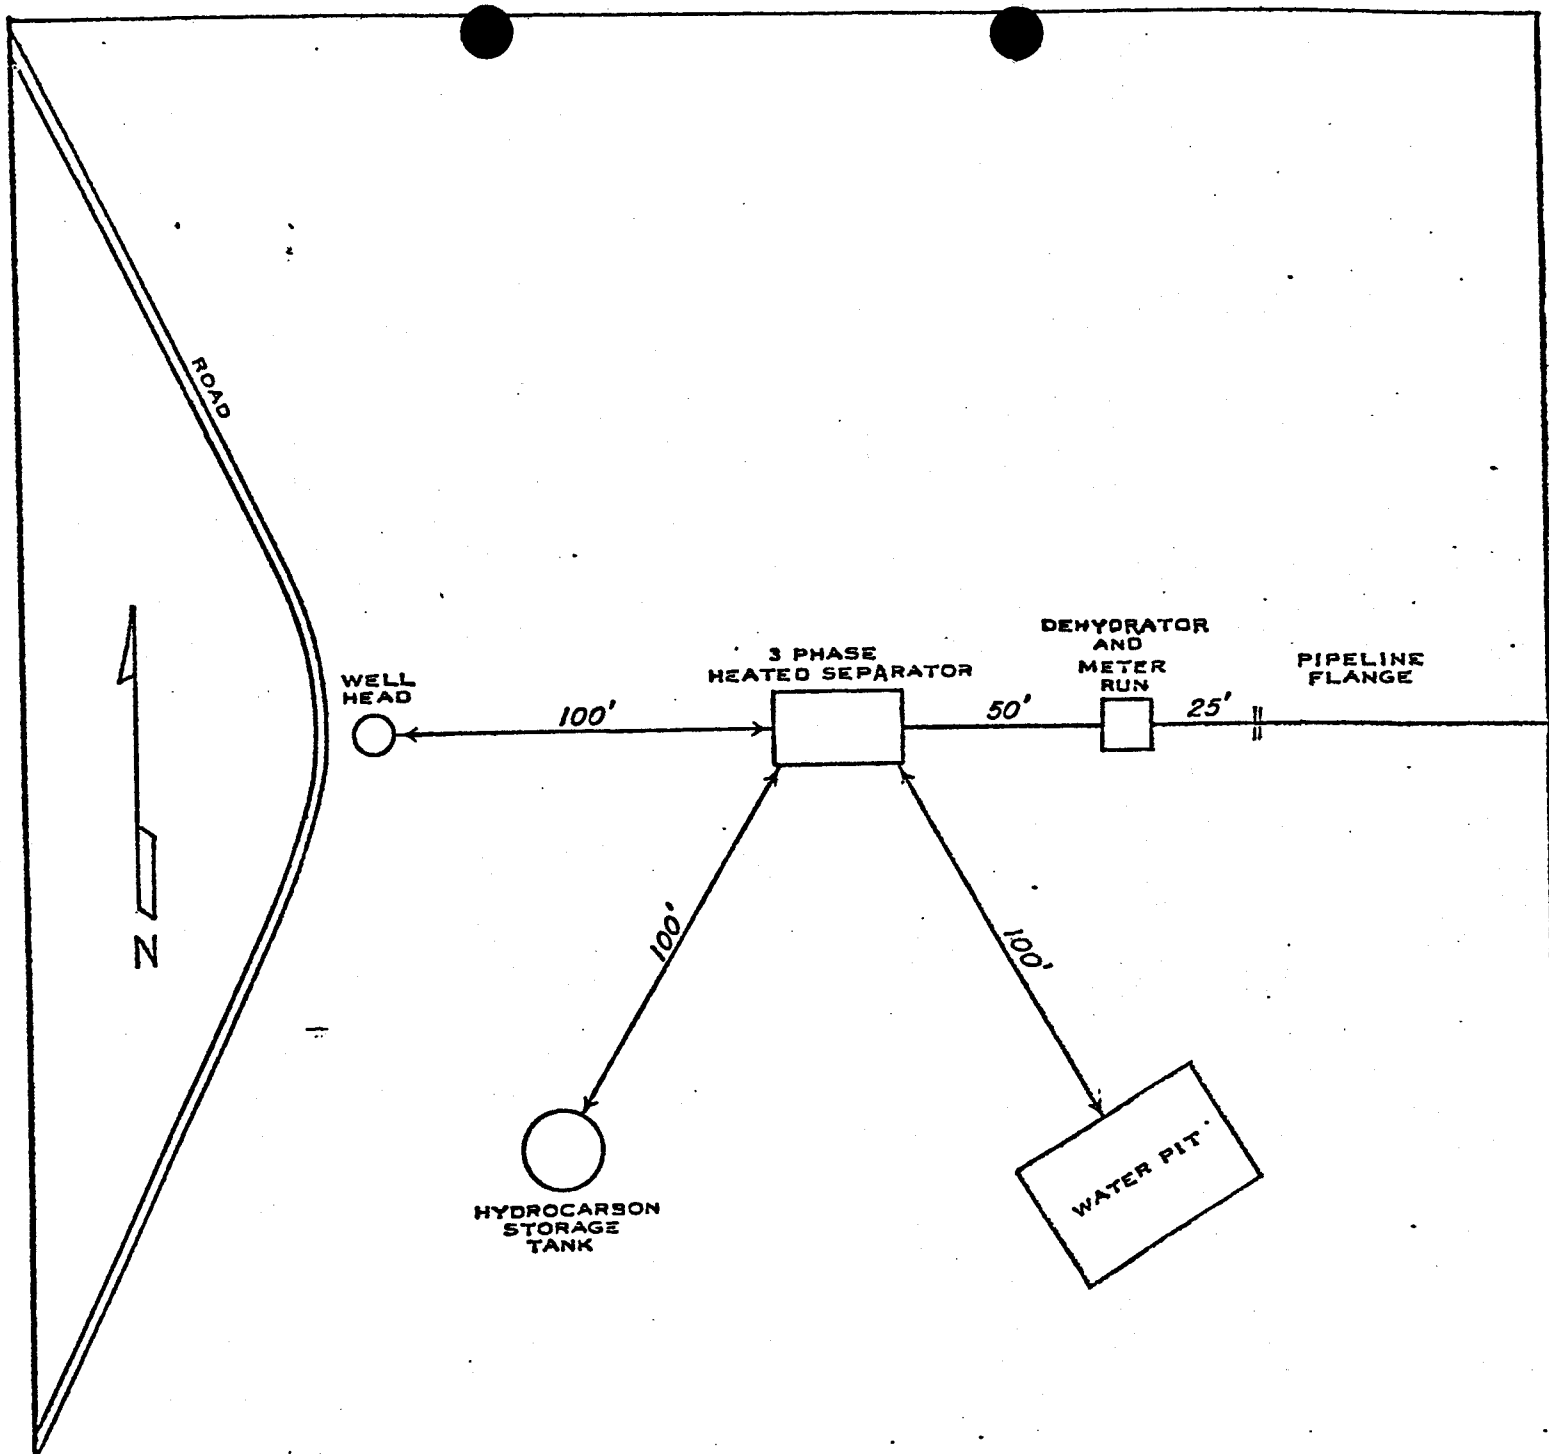 ROAD
WELL
HEAD
100'
3 PHASE
HEATED SEPARATOR
50'
DEHYDRATOR
AND
METER
RUN
25'
PIPELINE
FLANGE
N
100'
100'
HYDROCARBON
STORAGE
TANK
WATER PIT